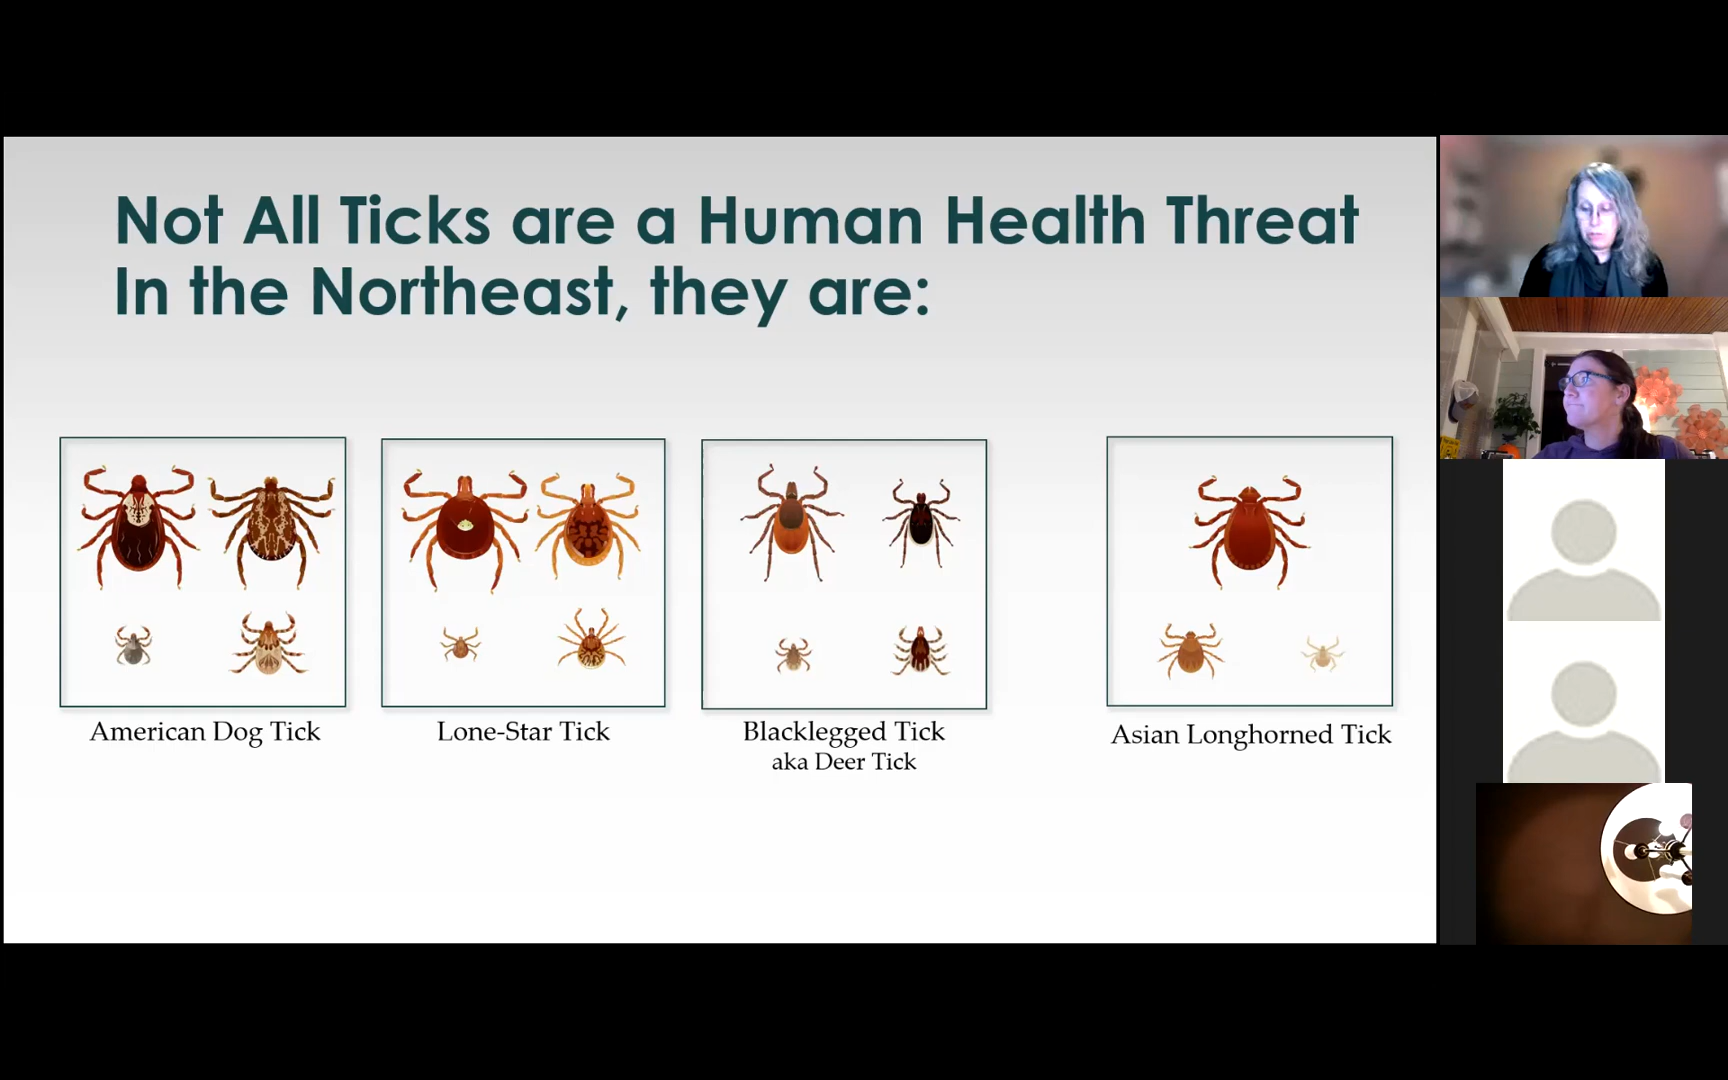 Not All Ticks are a Human Health Threat
In the Northeast, they are:
American Dog Tick
Lone-Star Tick
Blacklegged Tick
aka Deer Tick
Asian Longhorned Tick